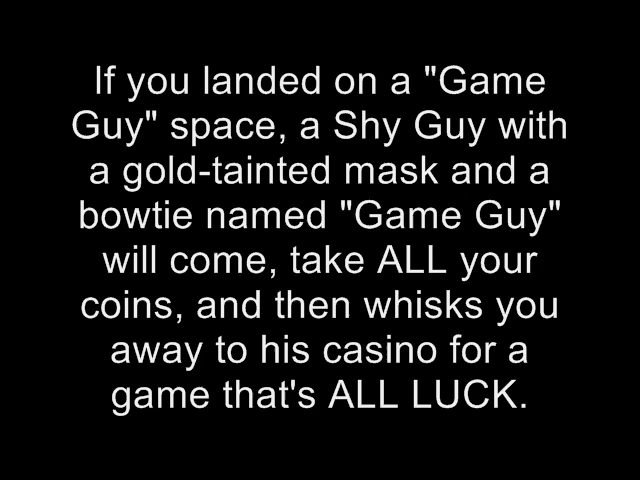 If you landed on a "Game
Guy" space, a Shy Guy with
a gold-tainted mask and a
bowtie named "Game Guy"
will come, take ALL your
coins, and then whisks you
away to his casino for a
game that's ALL LUCK.